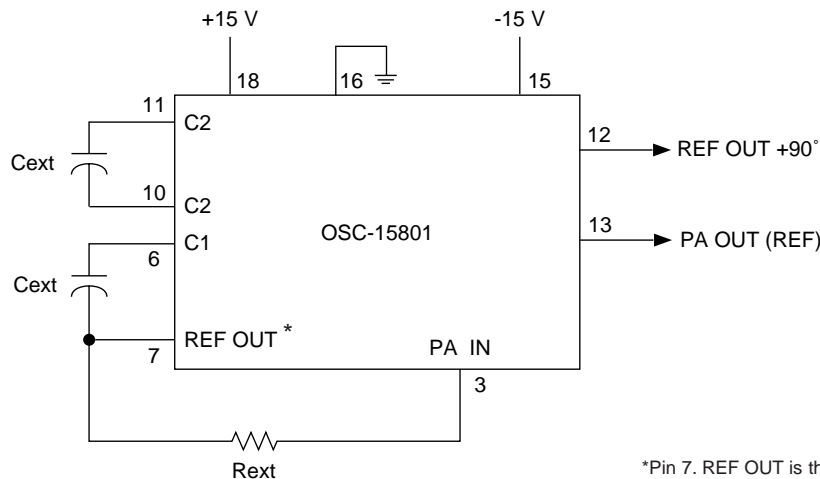 +15 V
-15 V
18
16
15
11
C2
Cext
12
REF OUT +90˚
10
C2
OSC-15801
13
PA OUT (REF)
C1
6
Cext
REF OUT *
7
PA IN
3
Rext
*Pin 7. REF OUT is